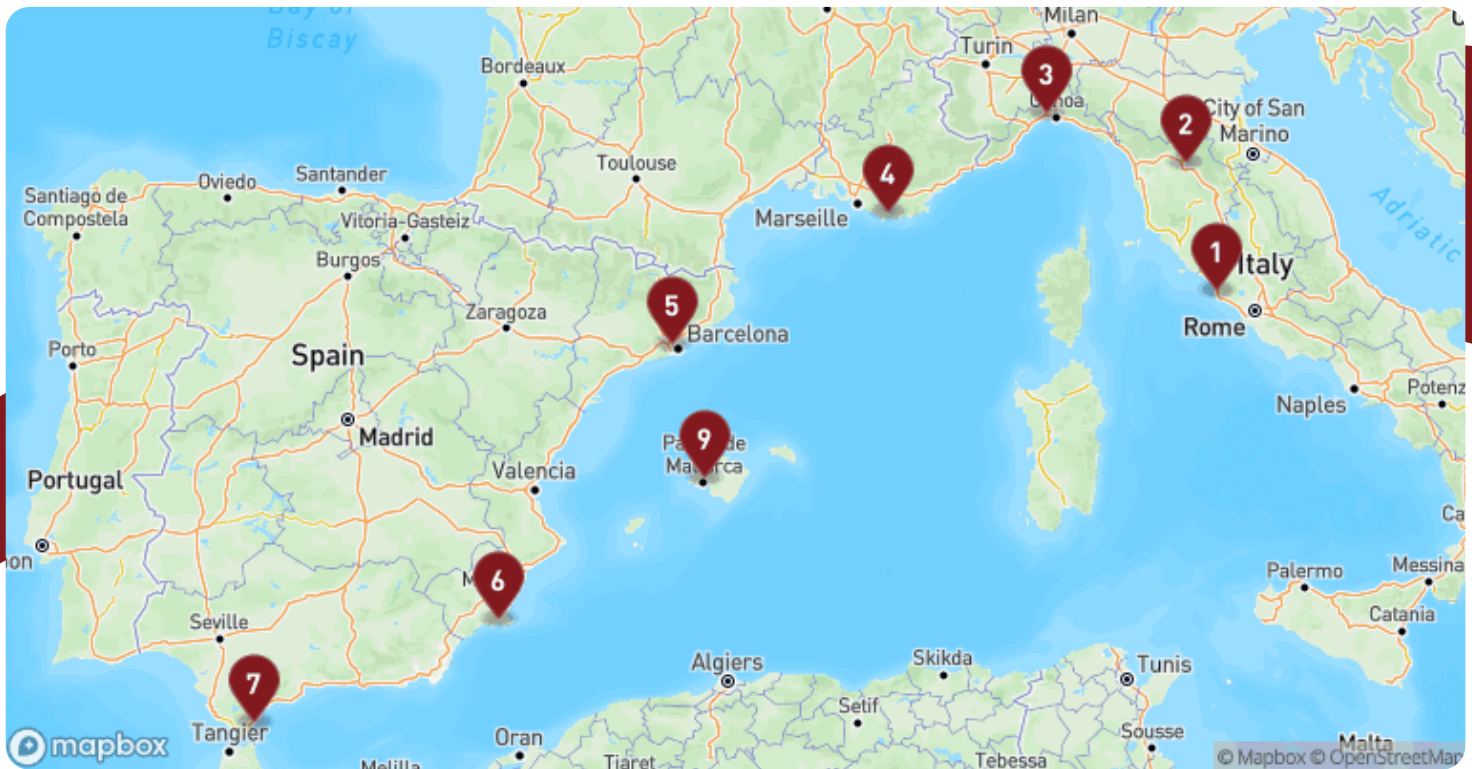 Bay of
Biscay
Milan
Turin
3
Bordeaux
2
City of San
Marino
Toulouse
4
Santander
Oviedo
Santiago de
Compostela
Vitoria-Gasteiz
Marseille
Adriatic
Burgos
1
Italy
5
Zaragoza
Barcelona
Rome
Porto
Spain
Madrid
Naples
Potenz
9
Portugal
Valencia
Ca
on
6
Palermo
Messina
Seville
Catania
7
Algiers
Skikda
Tunis
Setif
Tangier
Oran
Sousse
Malta
mapbox
Melilla
Tiaret
Tebessa
© Mapbox © OpenStreetMap